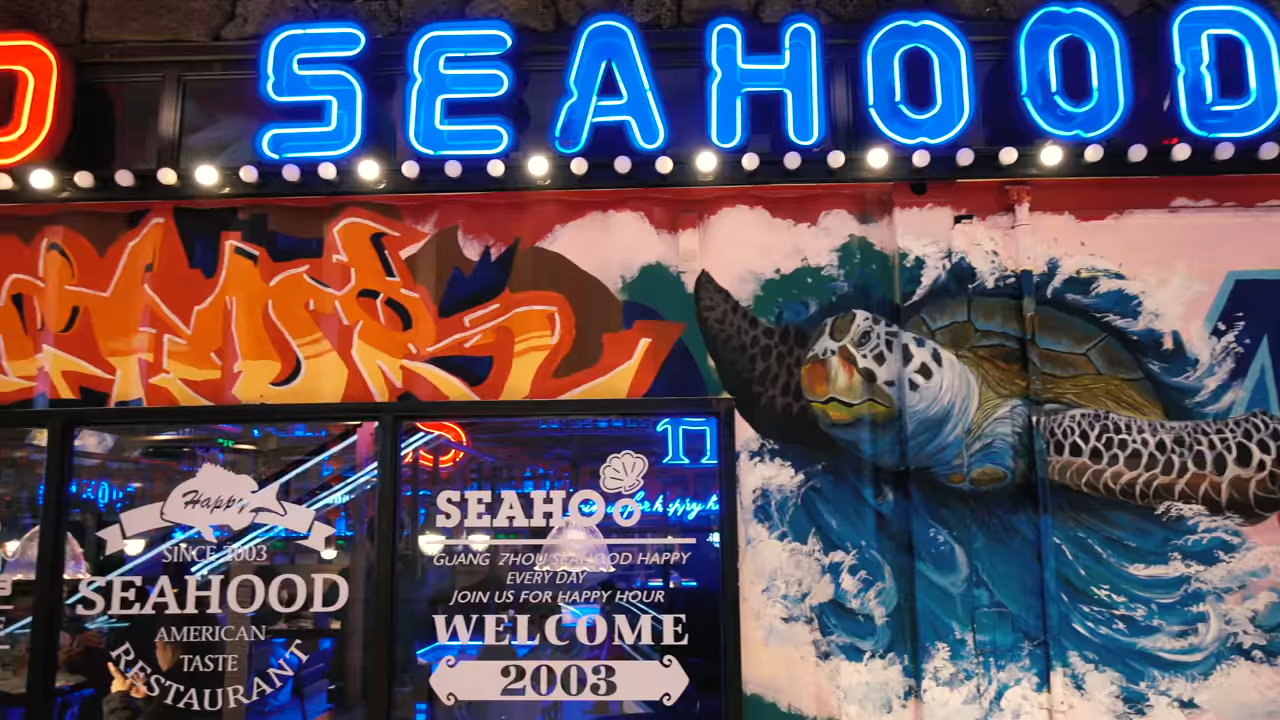 SEAHOOD
Happy
SINCE 2003
SEAHOOD
AMERICAN
TASTE
RESTAURANT
SEAHOO
GUANG ZHOU SEAHOOD HAPPY
EVERY DAY
JOIN US FOR HAPPY HOUR
WELCOME
2003